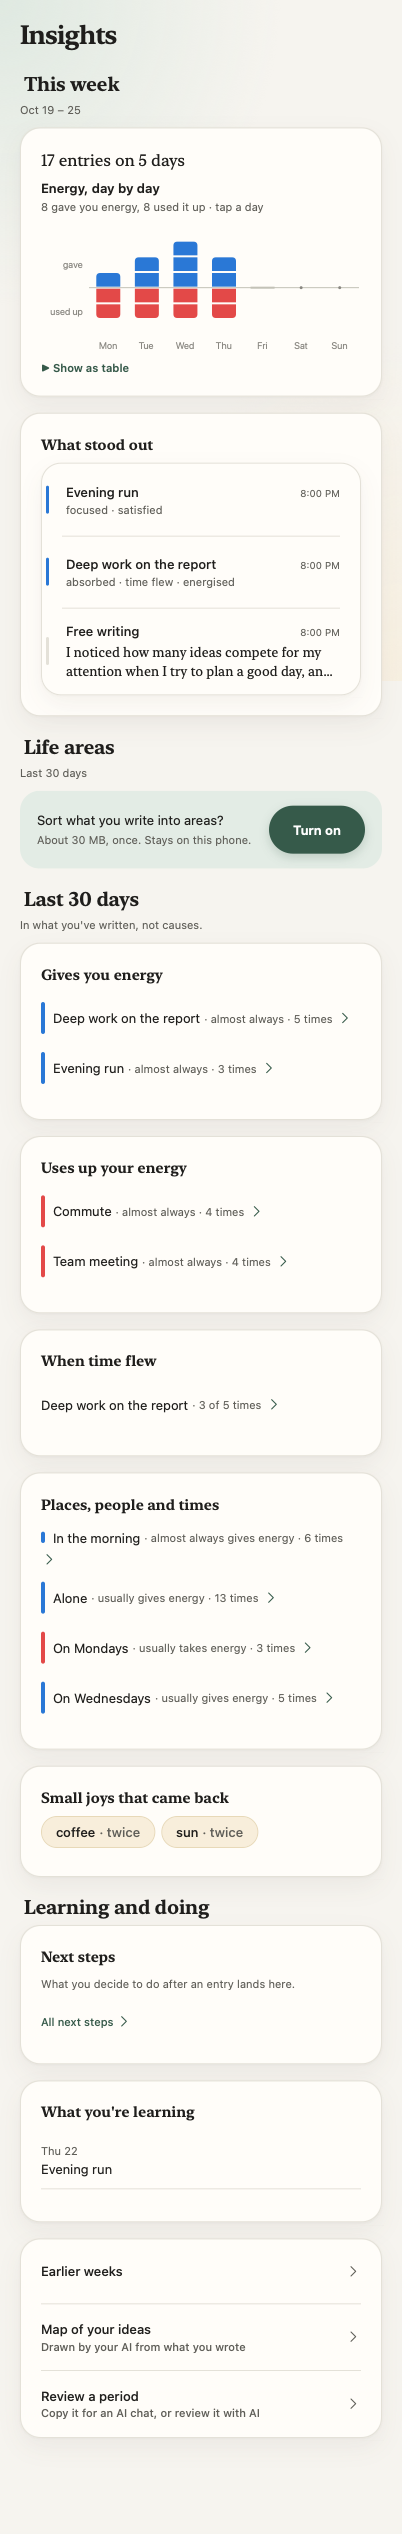 Insights
This week
Oct 19 – 25
17 entries on 5 days
Energy, day by day
8 gave you energy, 8 used it up · tap a day
gave
used up
Mon Tue Wed Thu Fri Sat Sun
Show as table
What stood out
Evening run 8:00 PM
focused · satisfied
Deep work on the report 8:00 PM
absorbed · time flew · energised
Free writing 8:00 PM
I noticed how many ideas compete for my
attention when I try to plan a good day, an…
Life areas
Last 30 days
Sort what you write into areas?
About 30 MB, once. Stays on this phone.
Turn on
Last 30 days
In what you've written, not causes.
Gives you energy
Deep work on the report · almost always · 5 times
Evening run · almost always · 3 times
Uses up your energy
Commute · almost always · 4 times
Team meeting · almost always · 4 times
When time flew
Deep work on the report · 3 of 5 times
Places, people and times
In the morning · almost always gives energy · 6 times
Alone · usually gives energy · 13 times
On Mondays · usually takes energy · 3 times
On Wednesdays · usually gives energy · 5 times
Small joys that came back
coffee · twice sun · twice
Learning and doing
Next steps
What you decide to do after an entry lands here.
All next steps
What you're learning
Thu 22
Evening run
Earlier weeks
Map of your ideas
Drawn by your AI from what you wrote
Review a period
Copy it for an AI chat, or review it with AI